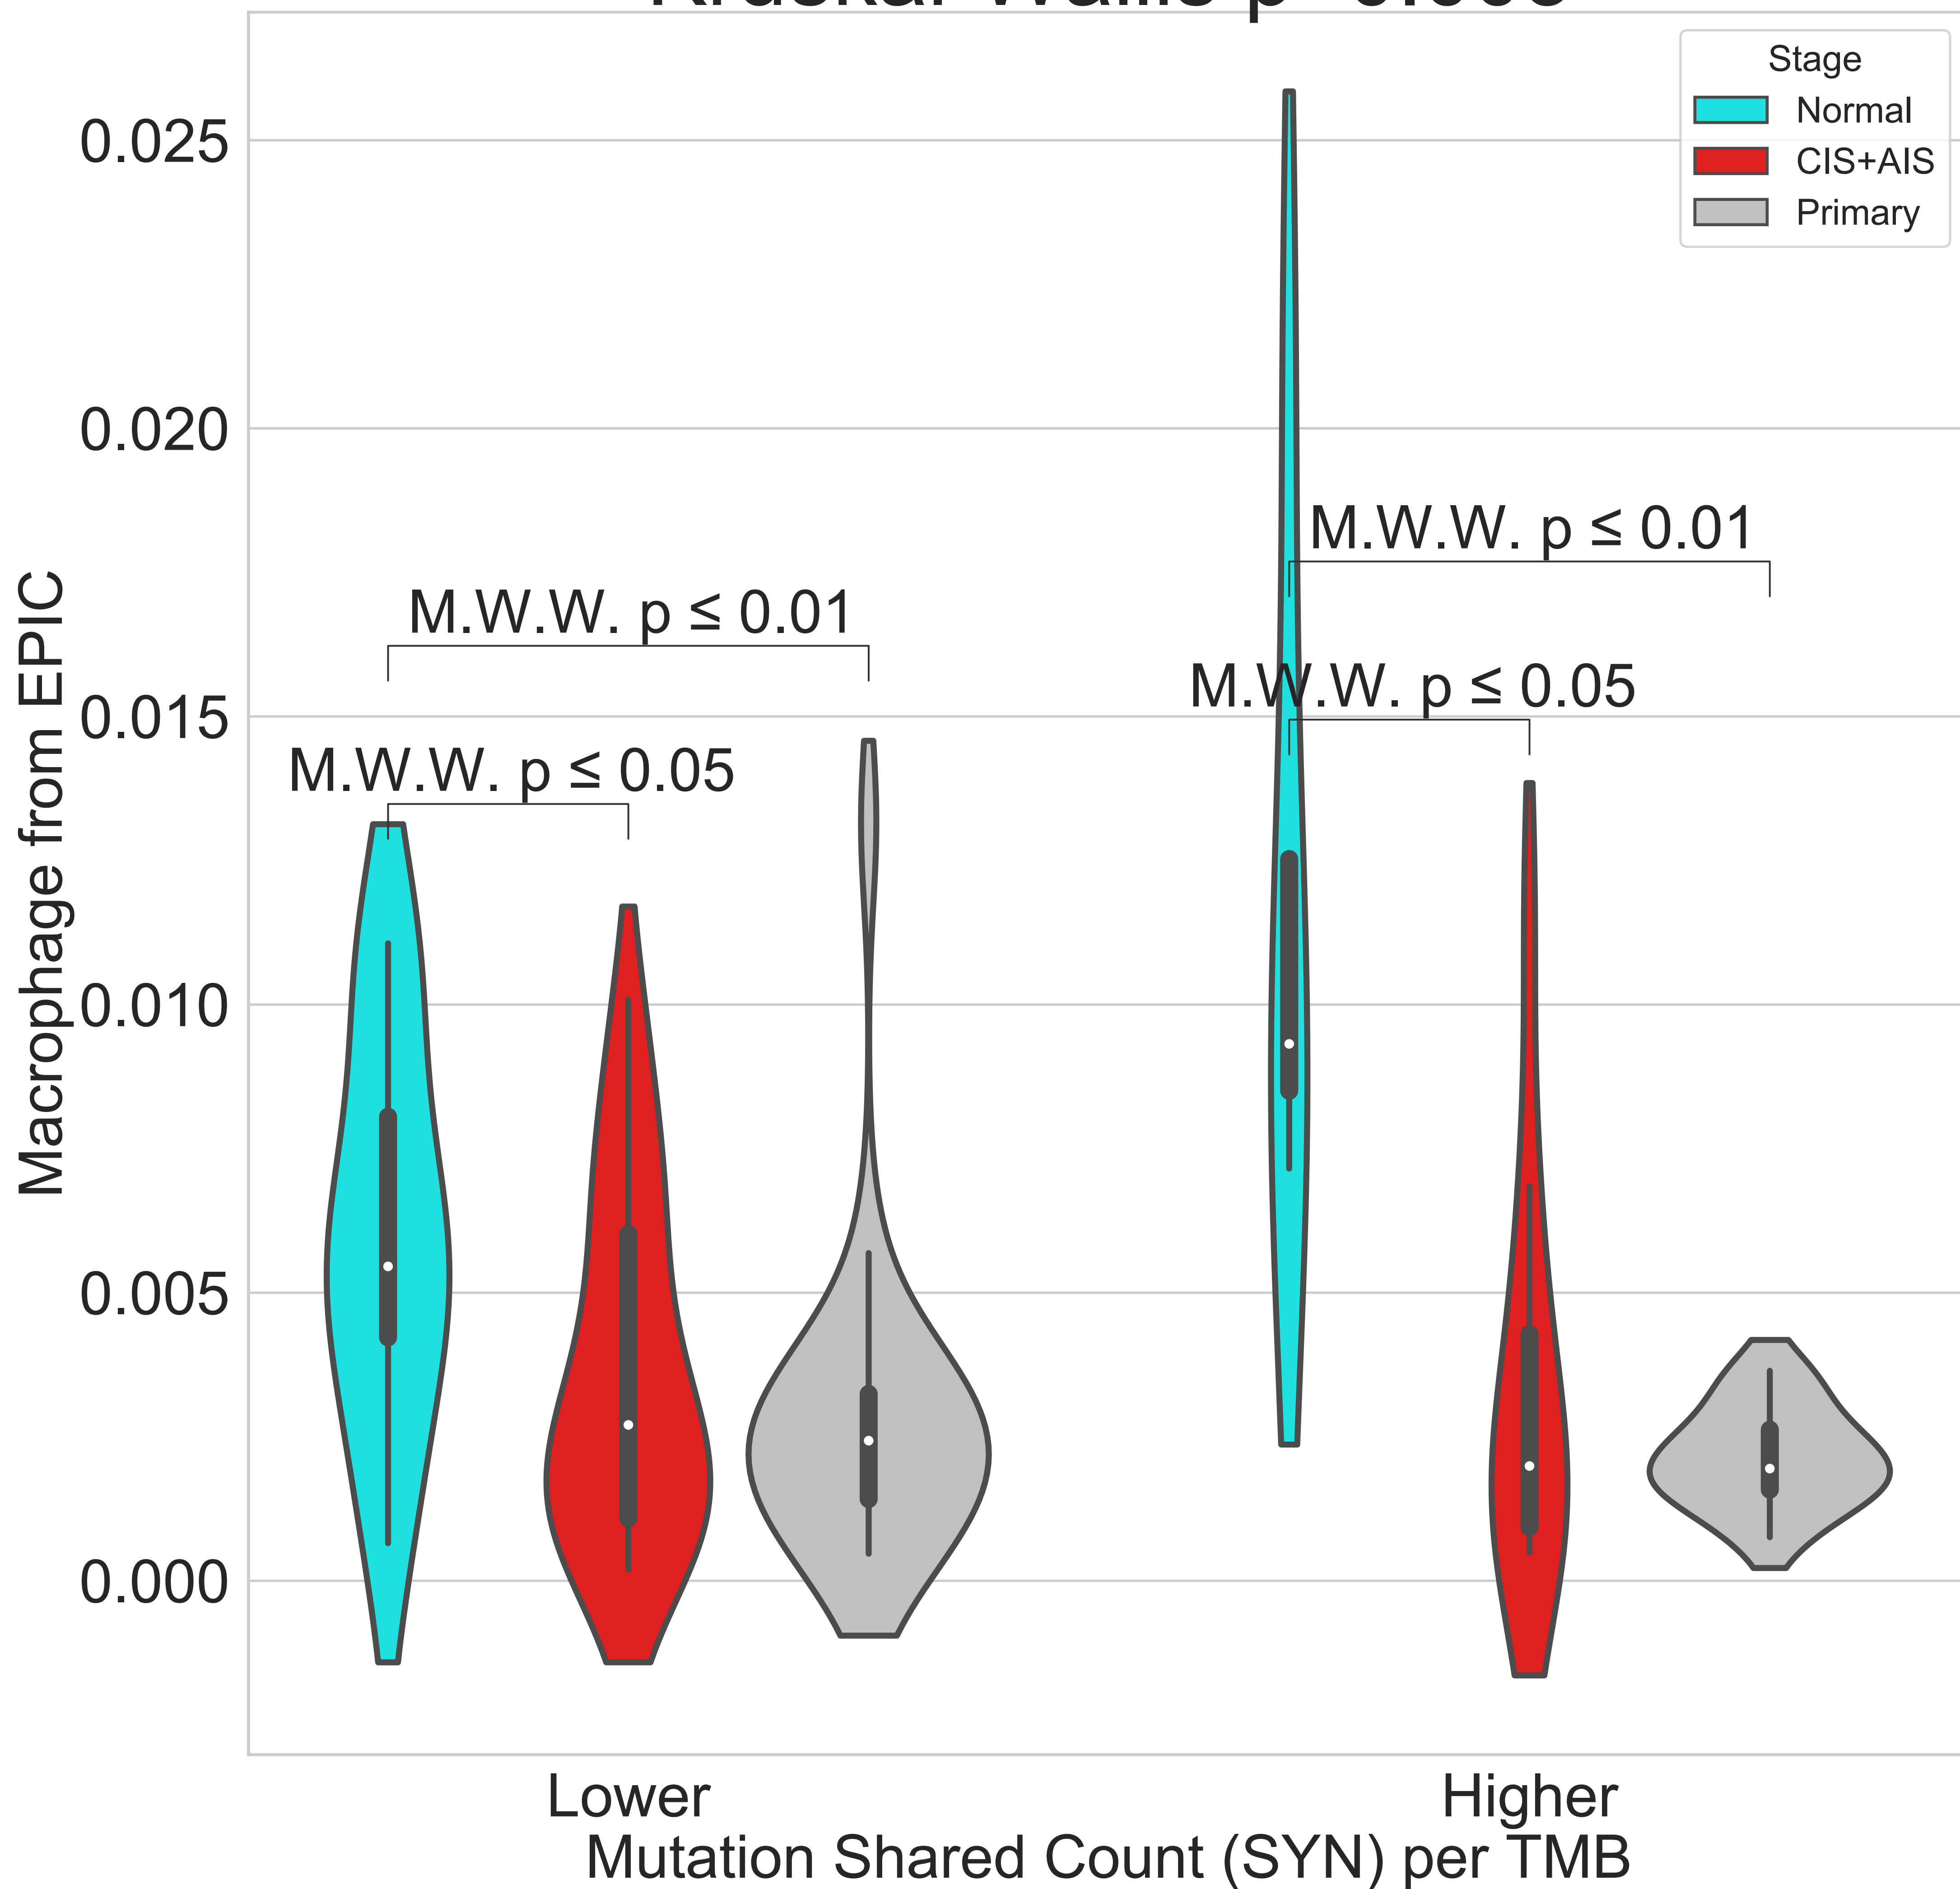 Stage
Normal
CIS+AIS
Primary
0.025
0.020
0.015
0.010
0.005
0.000
Macrophage from EPIC
M.W.W. p ≤ 0.01
M.W.W. p ≤ 0.05
M.W.W. p ≤ 0.01
M.W.W. p ≤ 0.05
Lower
Higher
Mutation Shared Count (SYN) per TMB